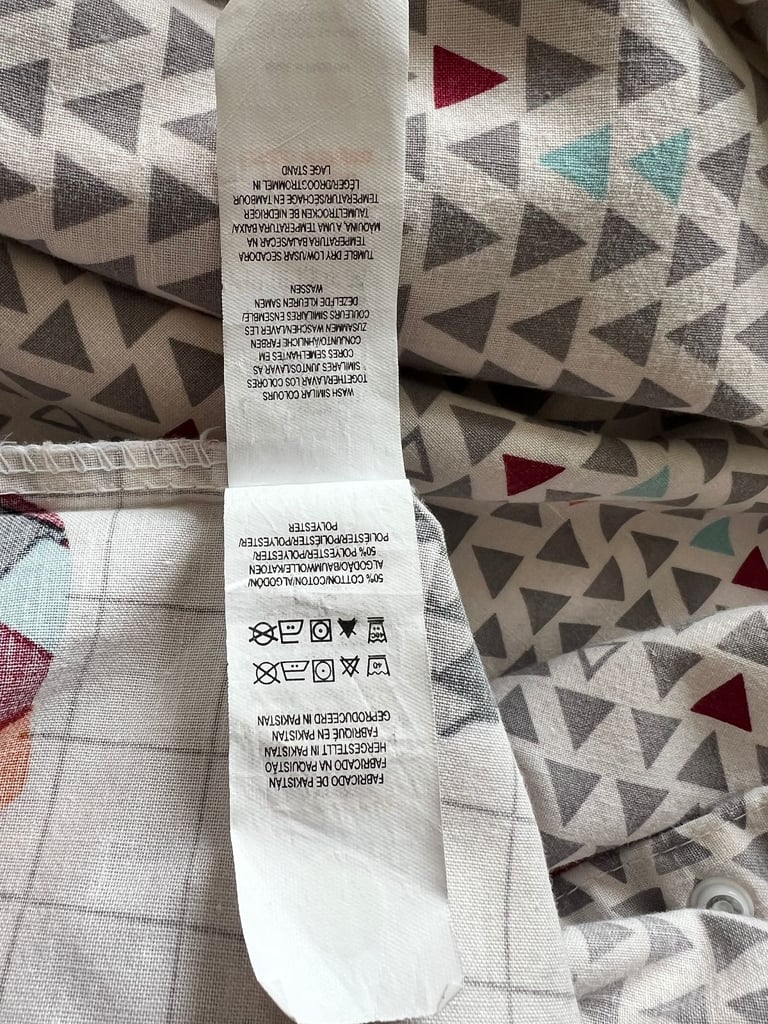 FABRICADO DE PAKISTÁN
FABRICADO NA PAQUISTÃO
HERGESTELLT IN PAKISTAN
FABRIQUÉ EN PAKISTAN
GEPRODUCEERD IN PAKISTAN
40
50% COTTON/COTON/ALGODÓN/
ALGODÃO/BAUMWOLLE/KATOEN
50% POLYESTER/POLYESTER/
POLIÉSTER/POLIÉSTER/POLYESTER/
POLYESTER
WASH SIMILAR COLOURS
TOGETHER/LAVAR LOS COLORES
SIMILARES JUNTOS/LAVAR AS
CORES SEMELHANTES EM
CONJUNTO/ÄHNLICHE FARBEN
ZUSAMMEN WASCHEN/LAVER LES
COULEURS SIMILAIRES ENSEMBLE/
DEZELFDE KLEUREN SAMEN
WASSEN
TUMBLE DRY LOW/USAR SECADORA
TEMPERATURA BAJA/SECAR NA
MÁQUINA, A UMA TEMPERATURA BAIXA/
TAUMELTROCKEN BE NIEDRIGER
TEMPERATUR/SÉCHAGE EN TAMBOUR
LÉGER/DROOGTROMMEL IN
LAGE STAND